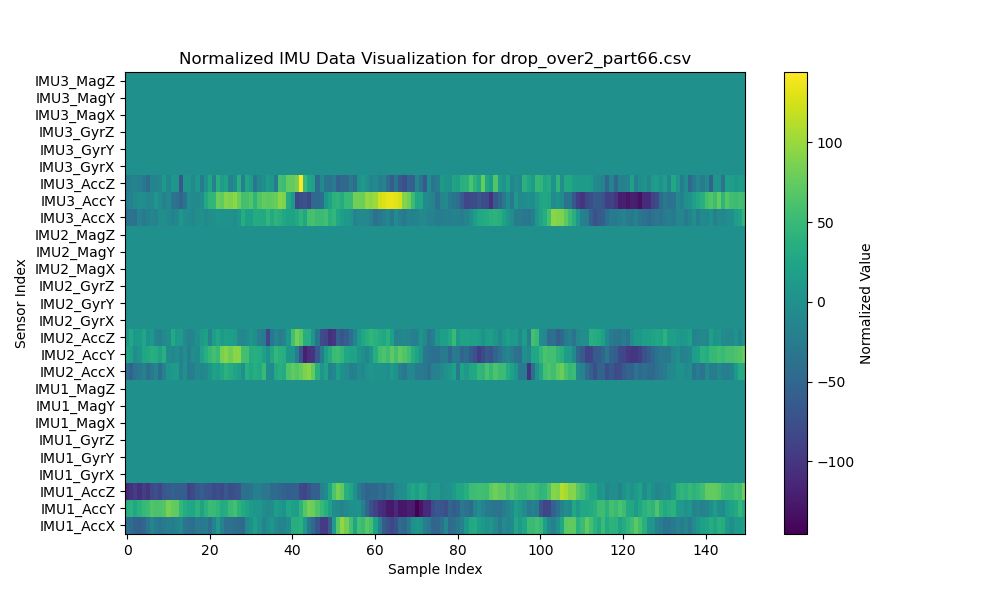 Normalized IMU Data Visualization for drop_over2_part66.csv
IMU3_MagZ
IMU3_MagY
IMU3_MagX
IMU3_GyrZ
IMU3_GyrY
IMU3_GyrX
IMU3_AccZ
IMU3_AccY
IMU3_AccX
IMU2_MagZ
IMU2_MagY
IMU2_MagX
IMU2_GyrZ
IMU2_GyrY
IMU2_GyrX
IMU2_AccZ
IMU2_AccY
IMU2_AccX
IMU1_MagZ
IMU1_MagY
IMU1_MagX
IMU1_GyrZ
IMU1_GyrY
IMU1_GyrX
IMU1_AccZ
IMU1_AccY
IMU1_AccX
Sensor Index
0 20 40 60 80 100 120 140
Sample Index
100
50
0
−50
−100
Normalized Value